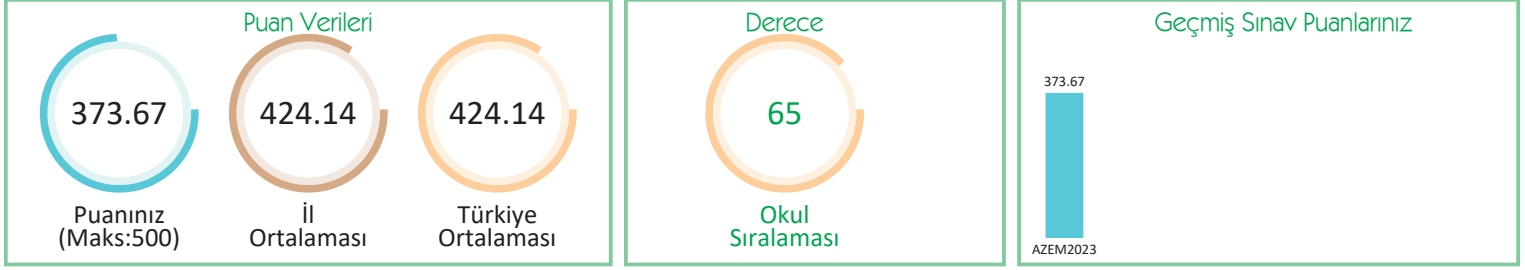 Puan Verileri
373.67
424.14
424.14
Puanınız
(Maks:500)
İl
Ortalaması
Türkiye
Ortalaması
Derece
65
Okul
Sıralaması
Geçmiş Sınav Puanlarınız
373.67
AZEM2023